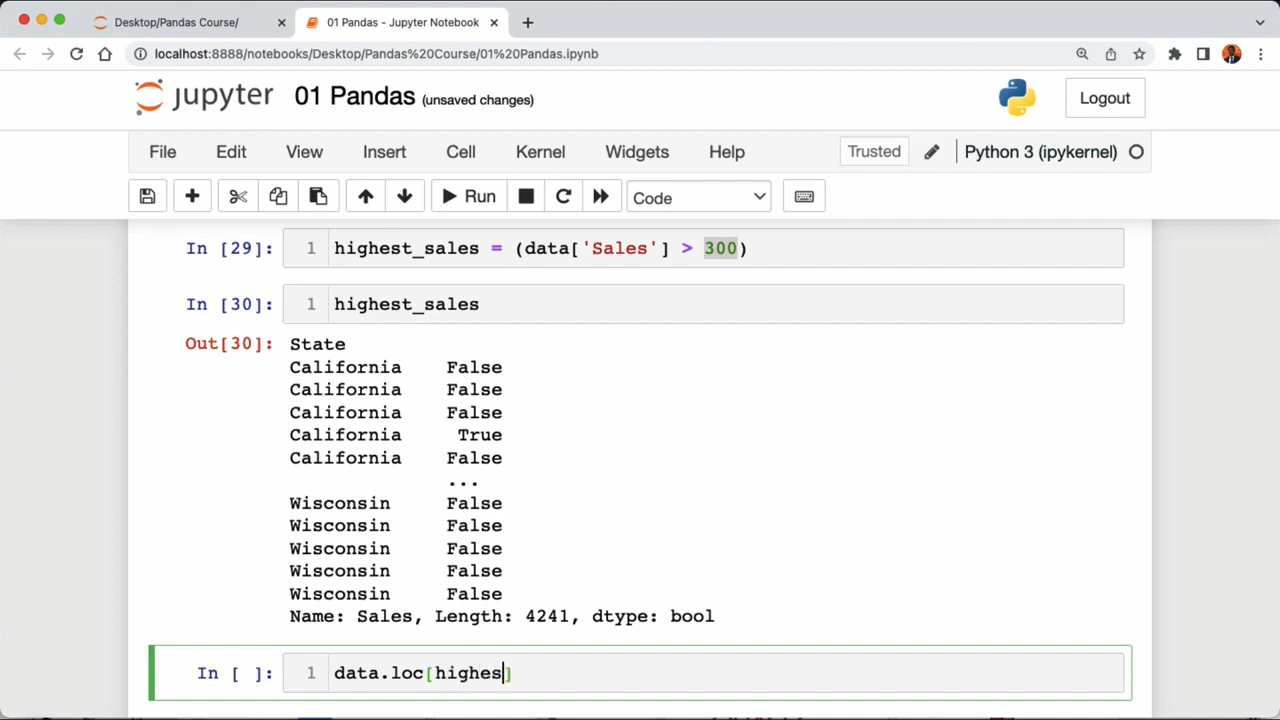 Desktop/Pandas Course/
01 Pandas - Jupyter Notebook
localhost:8888/notebooks/Desktop/Pandas%20Course/01%20Pandas.ipynb
jupyter 01 Pandas (unsaved changes)
Logout
File Edit View Insert Cell Kernel Widgets Help Trusted Python 3 (ipykernel)
Run Code
In [29]: 1 highest_sales = (data['Sales'] > 300)
In [30]: 1 highest_sales
Out[30]: State
California False
California False
California False
California True
California False
...
Wisconsin False
Wisconsin False
Wisconsin False
Wisconsin False
Wisconsin False
Name: Sales, Length: 4241, dtype: bool
In [ ]: 1 data.loc[highes]